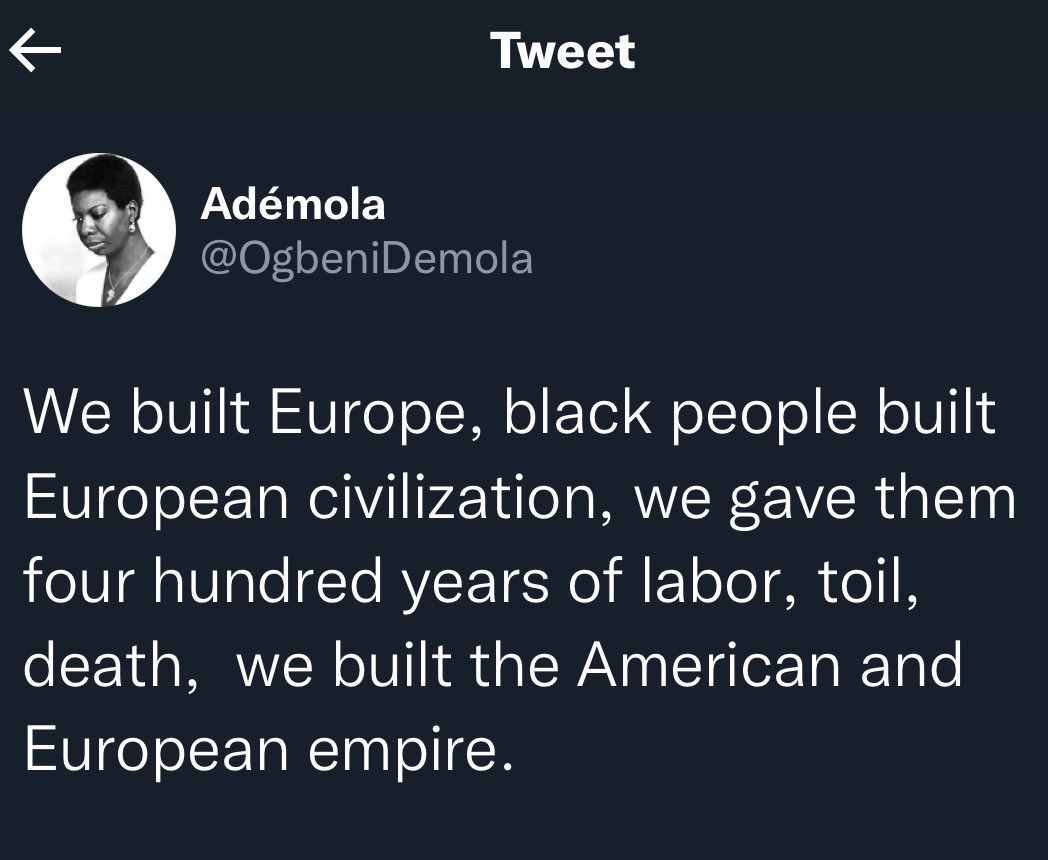 Tweet
Adémola
@OgbeniDemola
We built Europe, black people built
European civilization, we gave them
four hundred years of labor, toil,
death,  we built the American and
European empire.